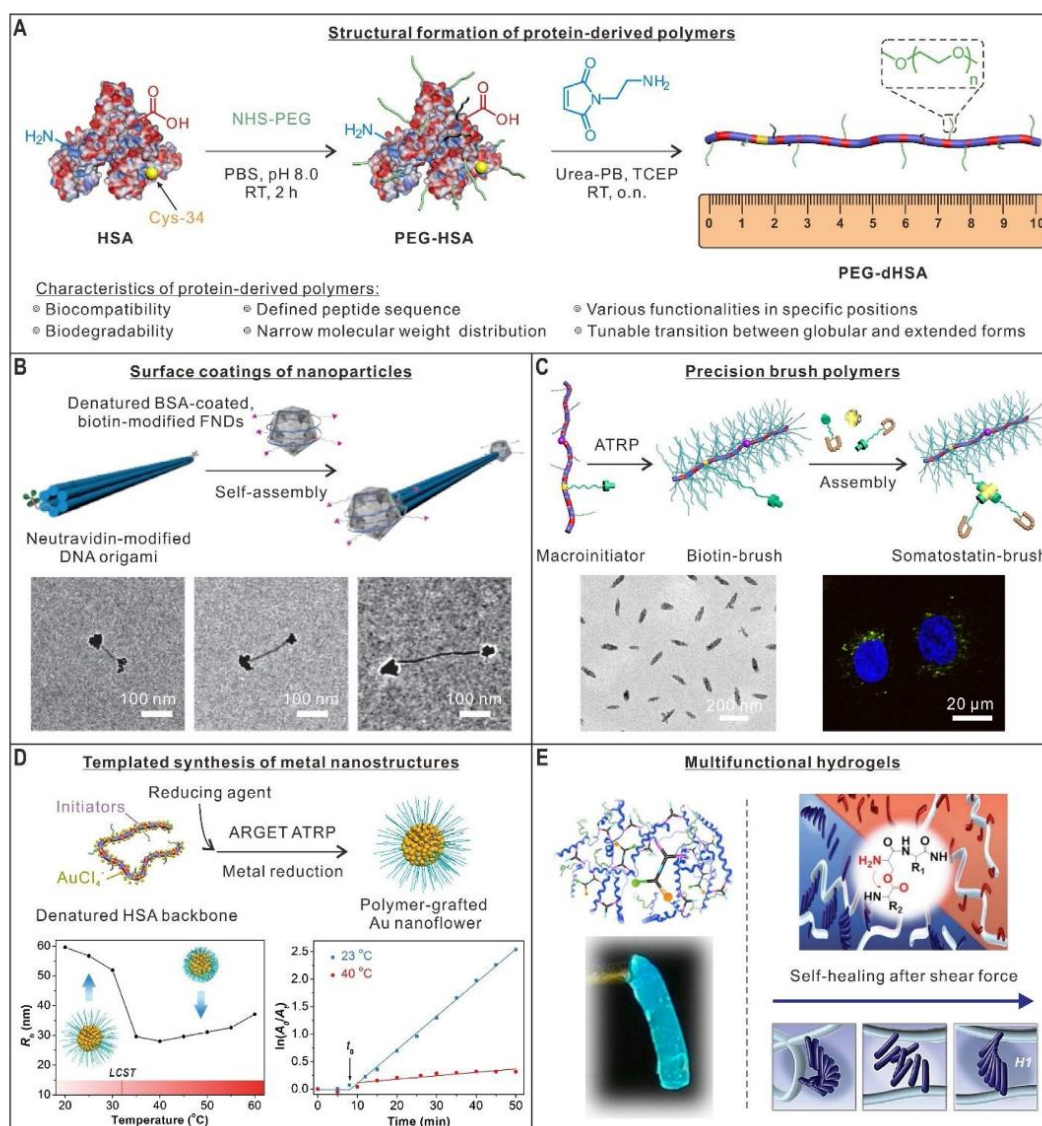 A
Structural formation of protein-derived polymers
H₂N
O
OH
Cys-34
HSA
NHS-PEG
PBS, pH 8.0
RT, 2 h
H₂N
O
OH
PEG-HSA
O
N
O
NH₂
Urea-PB, TCEP
RT, o.n.
O
O
n
0 1 2 3 4 5 6 7 8 9 10
PEG-dHSA
Characteristics of protein-derived polymers:
Biocompatibility
Defined peptide sequence
Various functionalities in specific positions
Biodegradability
Narrow molecular weight distribution
Tunable transition between globular and extended forms
B
Surface coatings of nanoparticles
Denatured BSA-coated,
biotin-modified FNDs
Self-assembly
Neutravidin-modified
DNA origami
100 nm
100 nm
100 nm
C
Precision brush polymers
ATRP
Assembly
Macroinitiator
Biotin-brush
Somatostatin-brush
200 nm
20 µm
D
Templated synthesis of metal nanostructures
Initiators
Reducing agent
ARGET ATRP
Metal reduction
AuCl₄⁻
Denatured HSA backbone
Polymer-grafted
Au nanoflower
60
50
40
30
20
10
Rₕ (nm)
LCST
20 30 40 50 60
Temperature (°C)
23 °C
40 °C
2.5
2.0
1.5
1.0
0.5
0.0
ln(A₀/Aₜ)
t₀
0 10 20 30 40 50
Time (min)
E
Multifunctional hydrogels
O
H
N
O
NH
H₂N
R₁
O
O
HN
R₂
Self-healing after shear force
H1